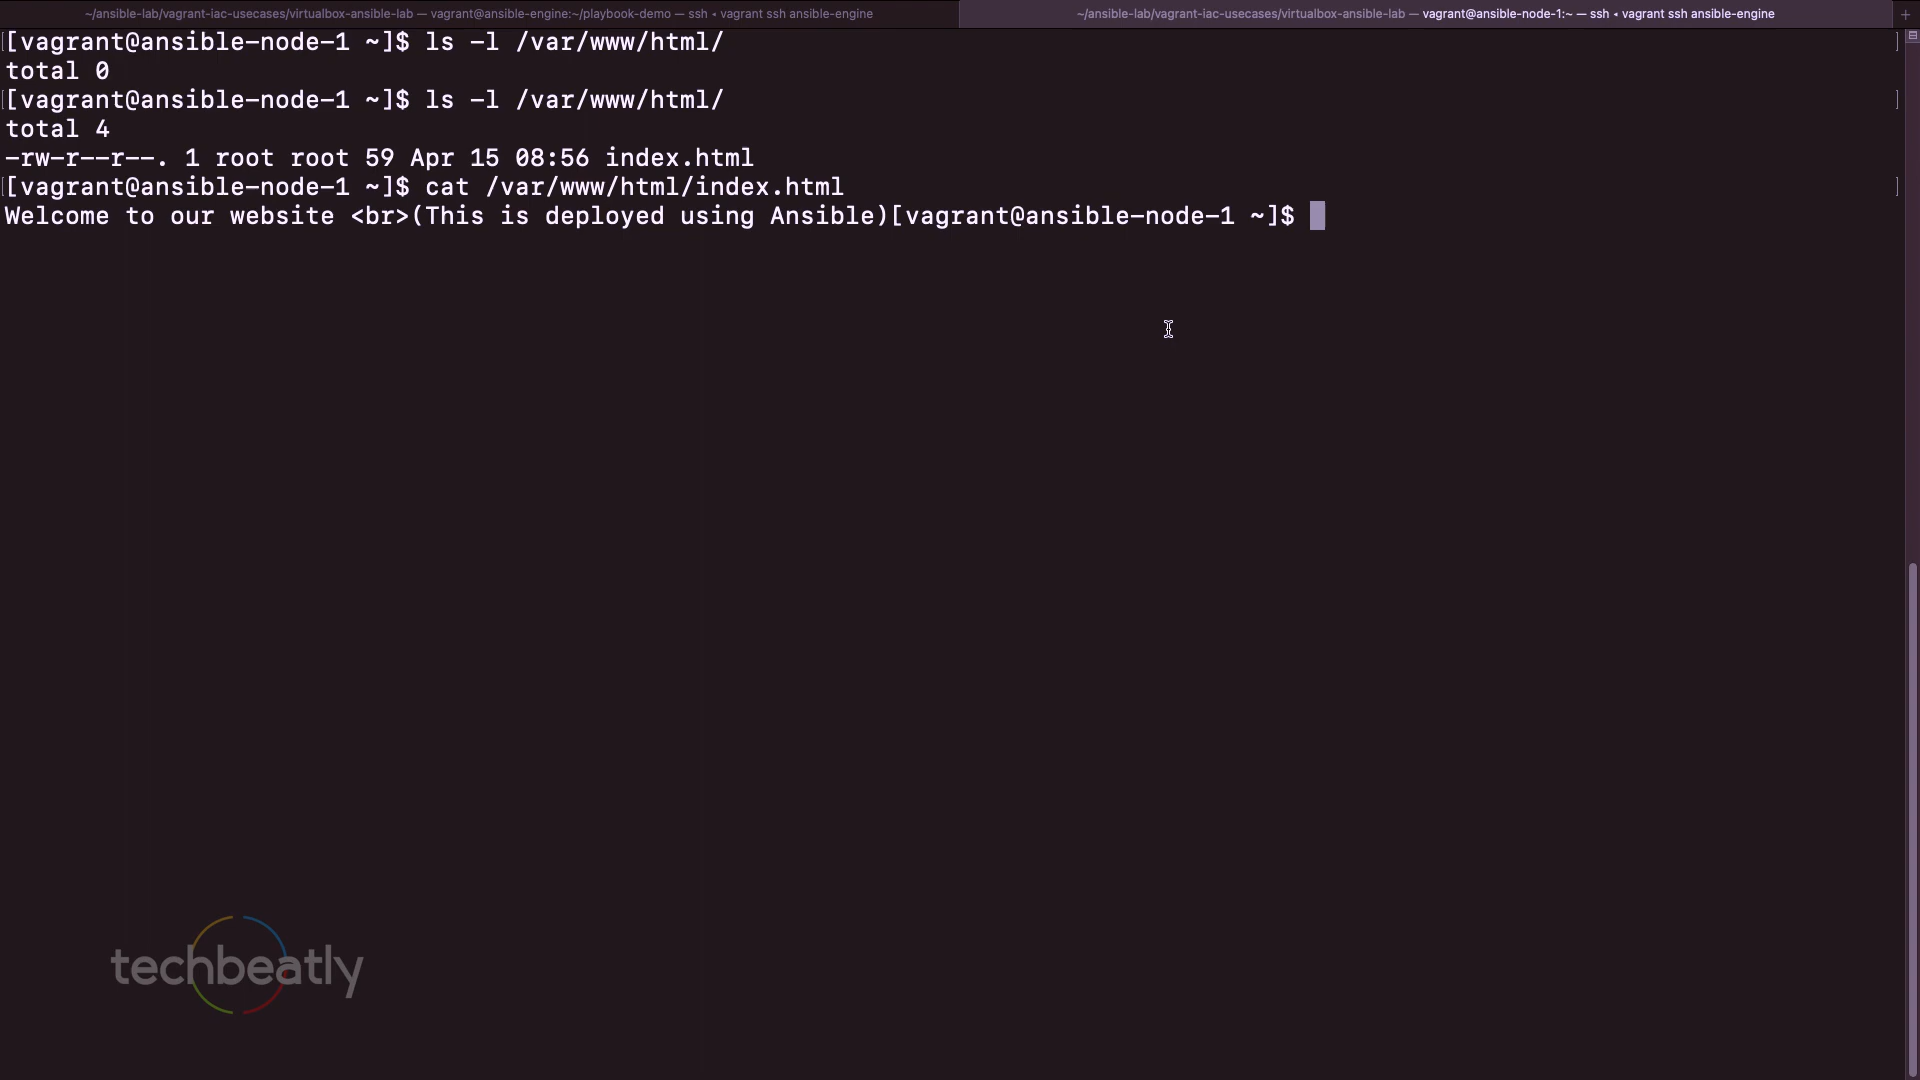 ~/ansible-lab/vagrant-iac-usecases/virtualbox-ansible-lab — vagrant@ansible-engine:~/playbook-demo — ssh ◂ vagrant ssh ansible-engine
~/ansible-lab/vagrant-iac-usecases/virtualbox-ansible-lab — vagrant@ansible-node-1:~ — ssh ◂ vagrant ssh ansible-engine
[vagrant@ansible-node-1 ~]$ ls -l /var/www/html/
total 0
[vagrant@ansible-node-1 ~]$ ls -l /var/www/html/
total 4
-rw-r--r--. 1 root root 59 Apr 15 08:56 index.html
[vagrant@ansible-node-1 ~]$ cat /var/www/html/index.html
Welcome to our website <br>(This is deployed using Ansible)[vagrant@ansible-node-1 ~]$
techbeatly